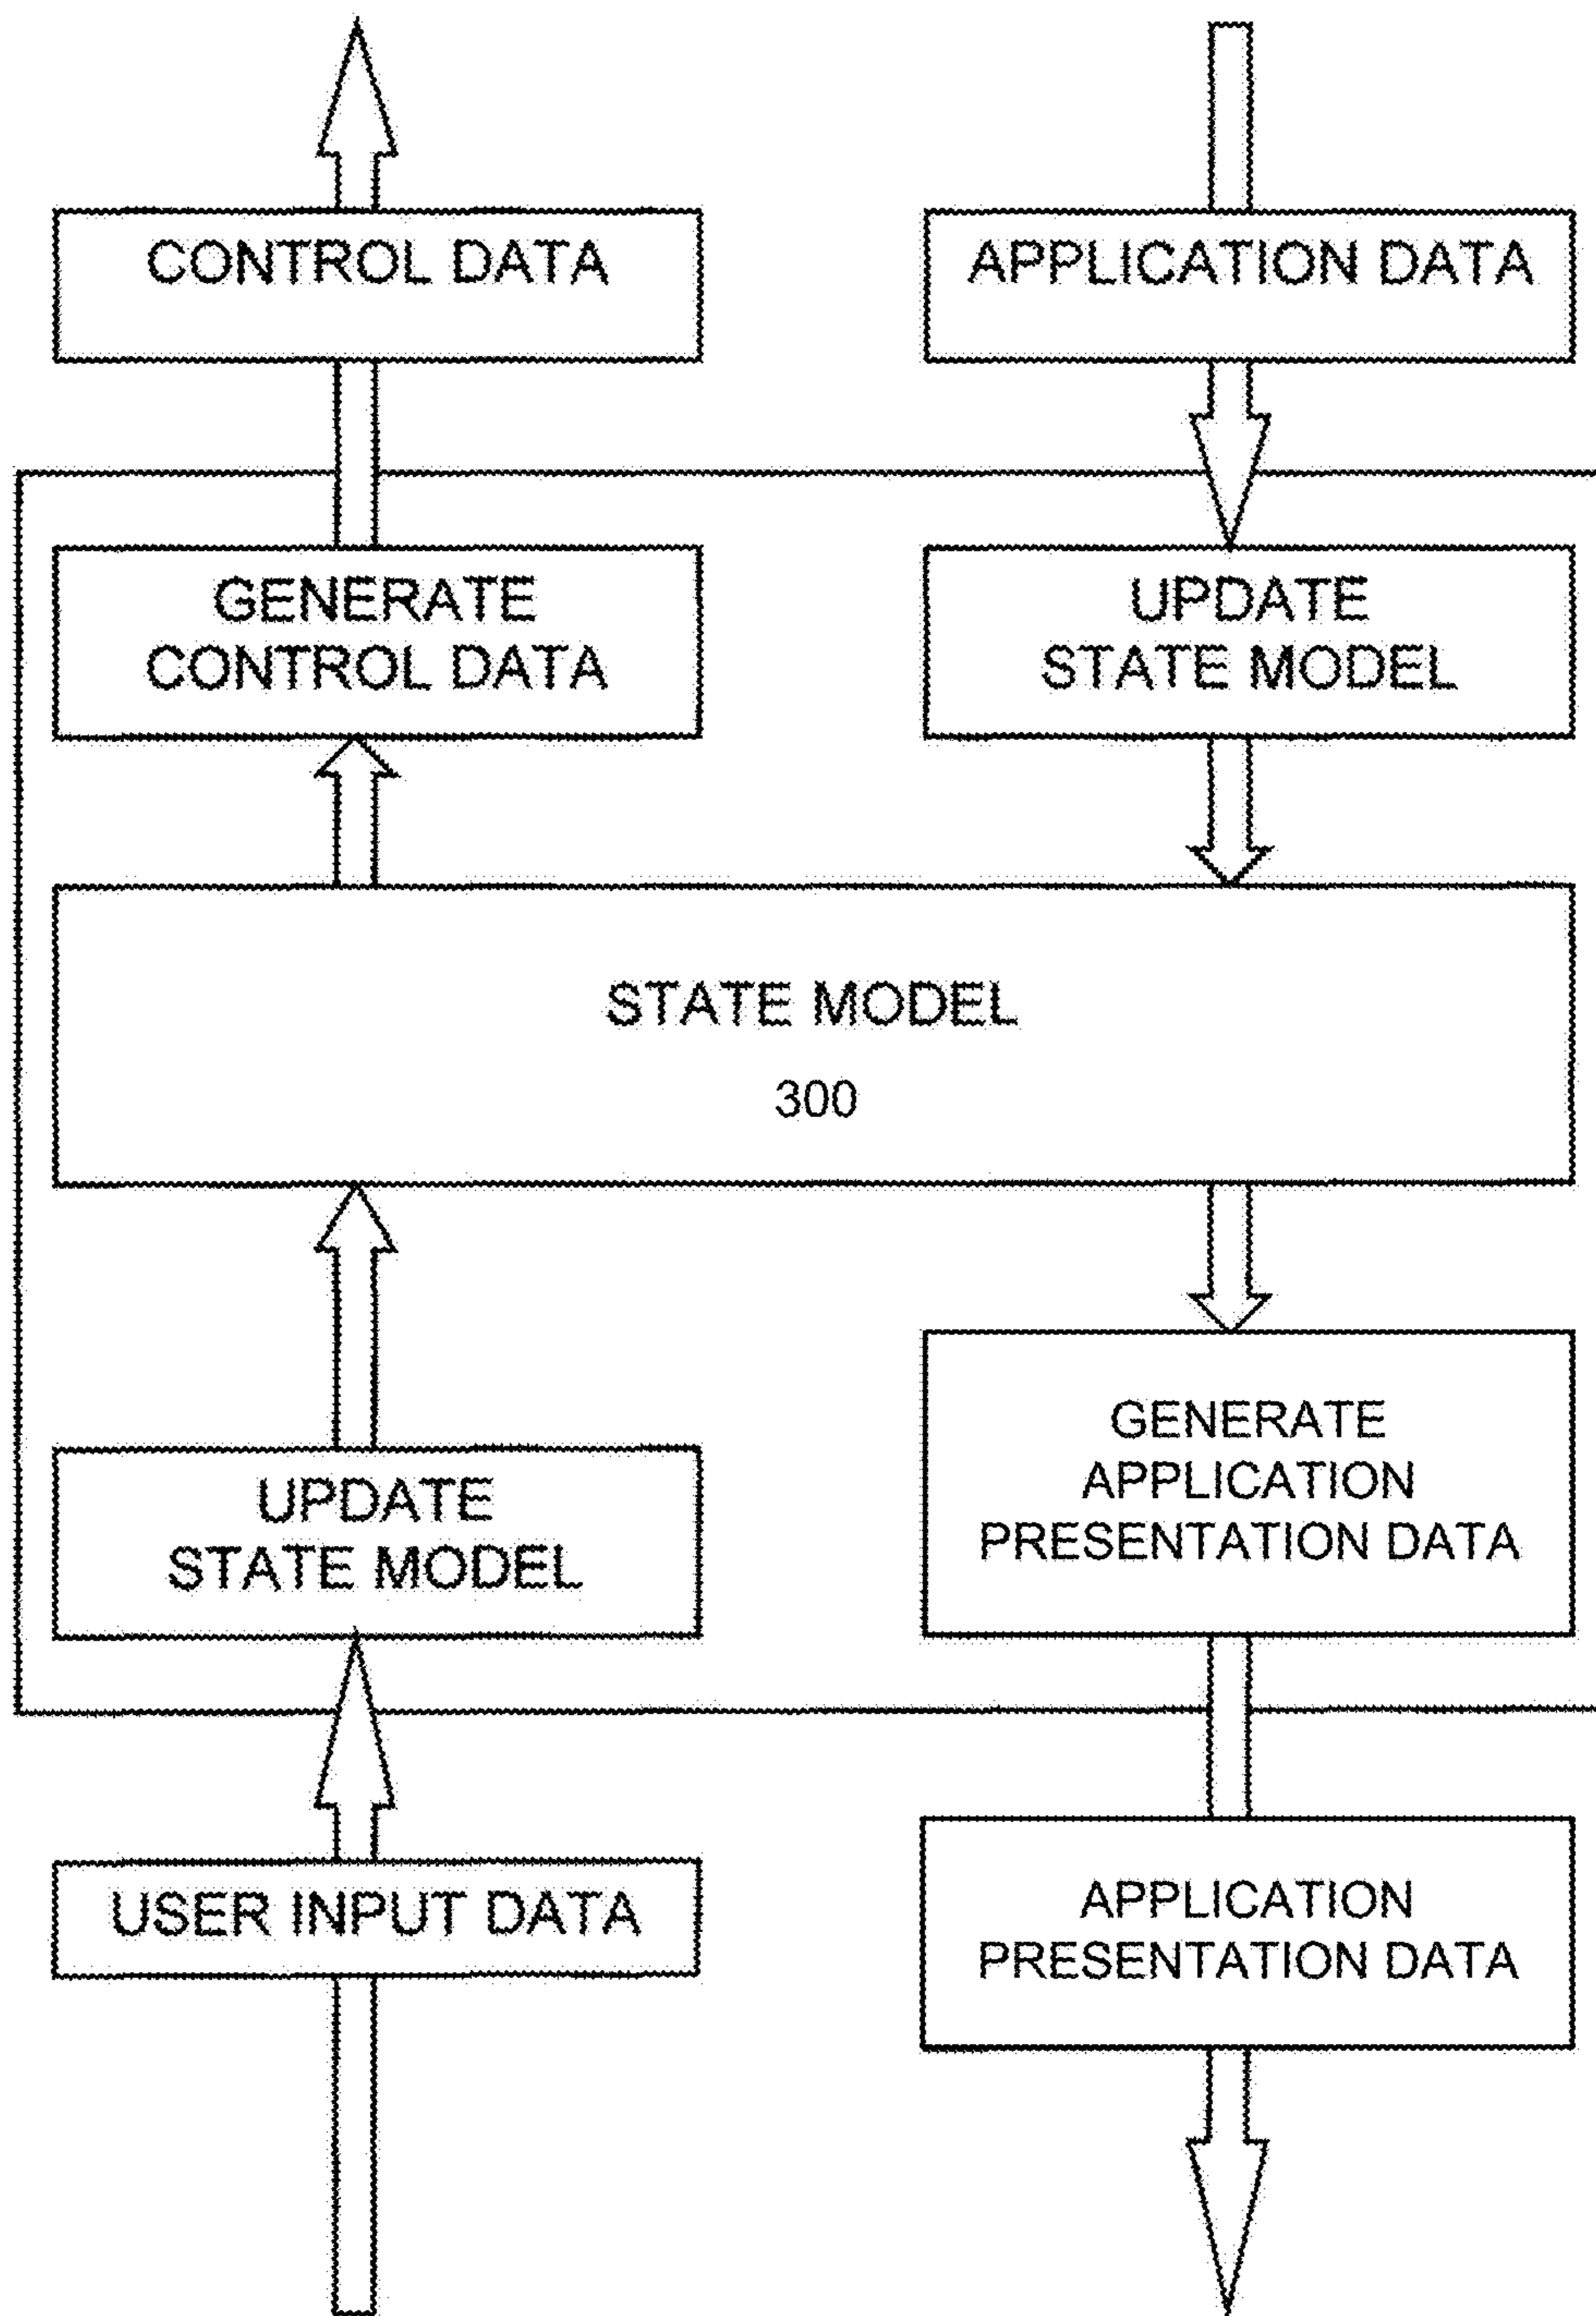 CONTROL DATA
APPLICATION DATA
GENERATE
CONTROL DATA
UPDATE
STATE MODEL
STATE MODEL
300
GENERATE
APPLICATION
PRESENTATION DATA
UPDATE
STATE MODEL
USER INPUT DATA
APPLICATION
PRESENTATION DATA